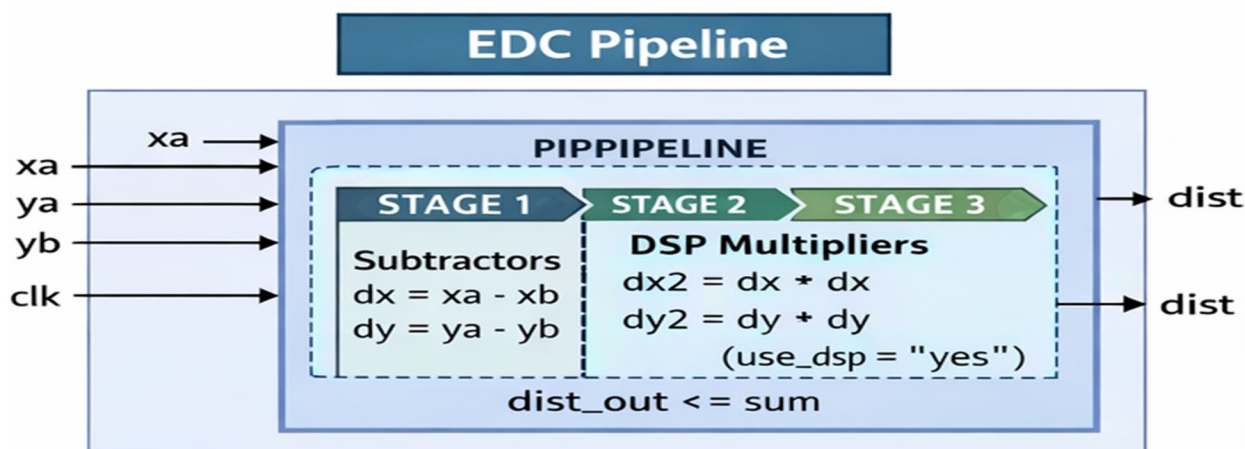 EDC Pipeline
xa
xa
ya
yb
clk
PIPPIPELINE
STAGE 1
STAGE 2
STAGE 3
Subtractors
dx = xa - xb
dy = ya - yb
DSP Multipliers
dx2 = dx * dx
dy2 = dy * dy
(use_dsp = "yes")
dist_out <= sum
dist
dist